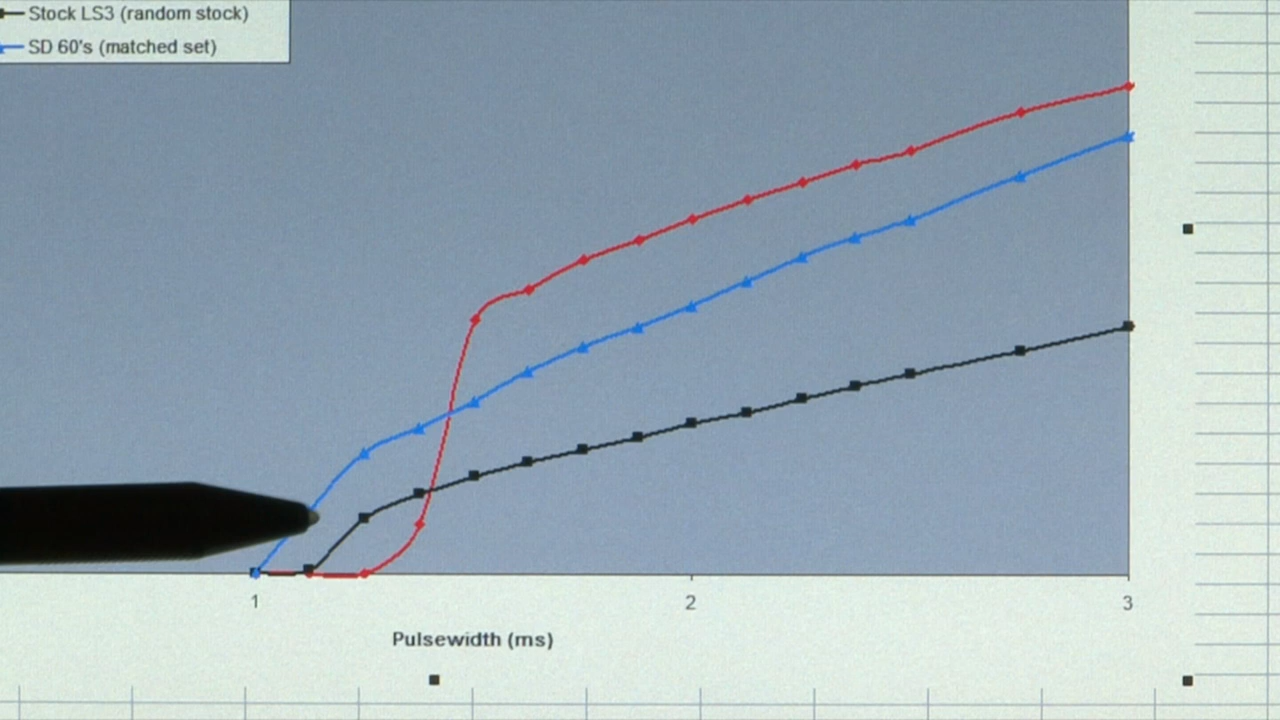 Stock LS3 (random stock)
SD 60's (matched set)
1
2
3
Pulsewidth (ms)